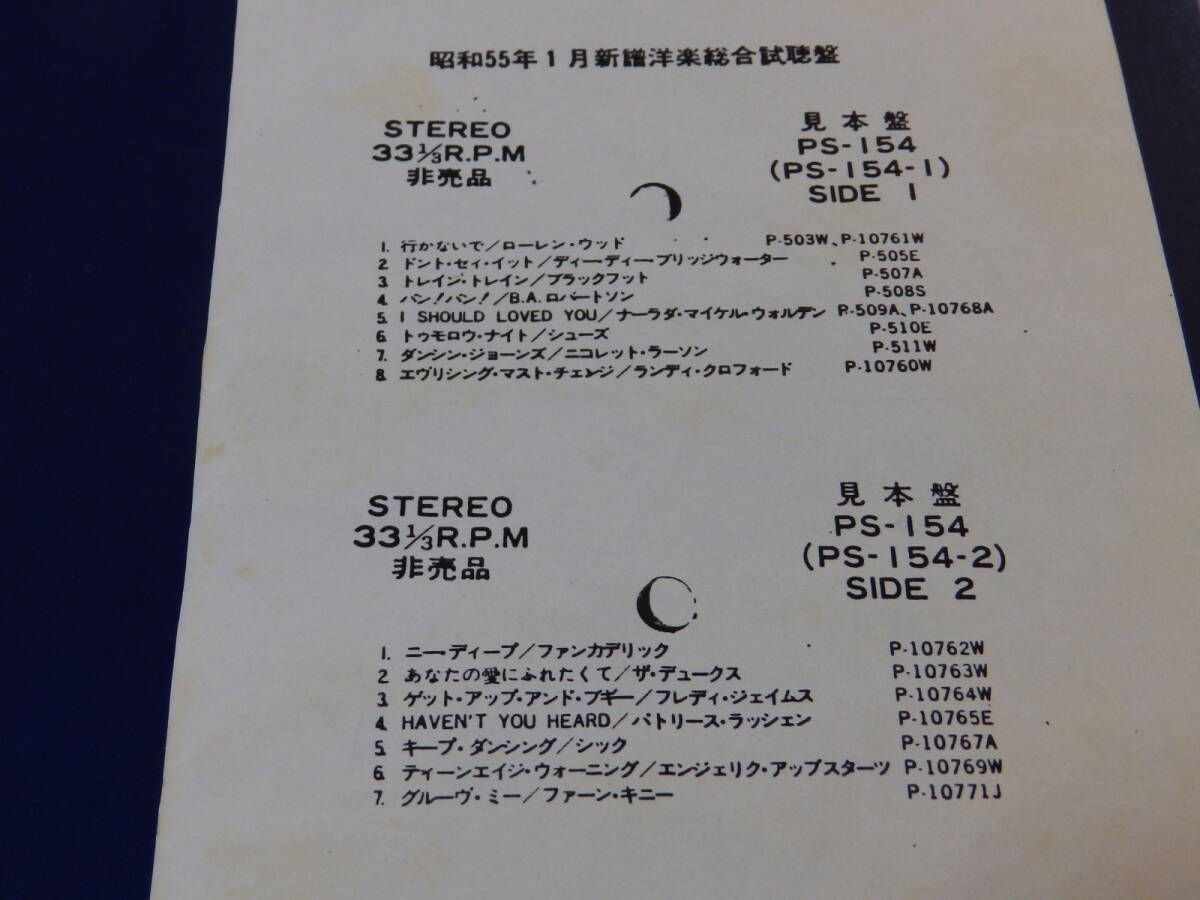 昭和55年1月新譜洋楽総合試聴盤
STEREO
33⅓R.P.M
非売品
見本盤
PS-154
(PS-154-1)
SIDE 1
1. 行かないで/ローレン・ウッド P-503W、P-10761W
2. ドント・セィ・イット/ディー・ディー・ブリッジウォーター P-505E
3. トレイン・トレイン/ブラックフット P-507A
4. バン!バン!/B.A.ロバートソン P-508S
5. I SHOULD LOVED YOU/ナーラダ・マイケル・ウォルデン P-509A、P-10768A
6. トゥモロウ・ナイト/シューズ P-510E
7. ダンシン・ジョーンズ/ニコレット・ラーソン P-511W
8. エヴリシング・マスト・チェンジ/ランディ・クロフォード P-10760W
STEREO
33⅓R.P.M
非売品
見本盤
PS-154
(PS-154-2)
SIDE 2
1. ニー・ディープ/ファンカデリック P-10762W
2. あなたの愛にふれたくて/ザ・デュークス P-10763W
3. ゲット・アップ・アンド・ブギー/フレディ・ジェイムス P-10764W
4. HAVEN'T YOU HEARD/パトリース・ラッシェン P-10765E
5. キープ・ダンシング/シック P-10767A
6. ティーンエイジ・ウォーニング/エンジェリク・アップスターツ P-10769W
7. グルーヴ・ミー/ファーン・キニー P-10771J